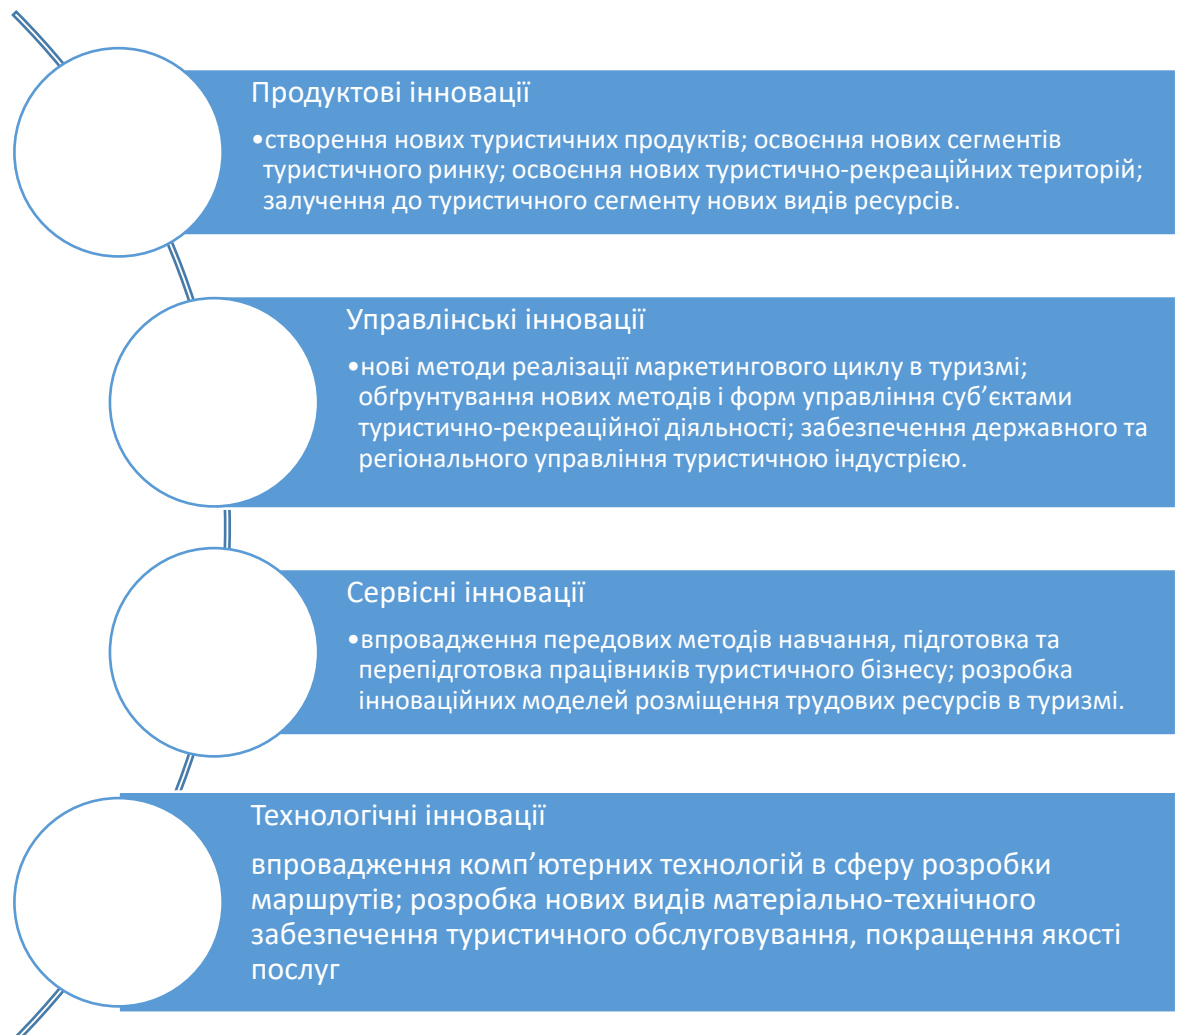 Продуктові інновації
•створення нових туристичних продуктів; освоєння нових сегментів
туристичного ринку; освоєння нових туристично-рекреаційних територій;
залучення до туристичного сегменту нових видів ресурсів.
Управлінські інновації
•нові методи реалізації маркетингового циклу в туризмі;
обґрунтування нових методів і форм управління суб’єктами
туристично-рекреаційної діяльності; забезпечення державного та
регіонального управління туристичною індустрією.
Сервісні інновації
•впровадження передових методів навчання, підготовка та
перепідготовка працівників туристичного бізнесу; розробка
інноваційних моделей розміщення трудових ресурсів в туризмі.
Технологічні інновації
впровадження комп’ютерних технологій в сферу розробки
маршрутів; розробка нових видів матеріально-технічного
забезпечення туристичного обслуговування, покращення якості
послуг